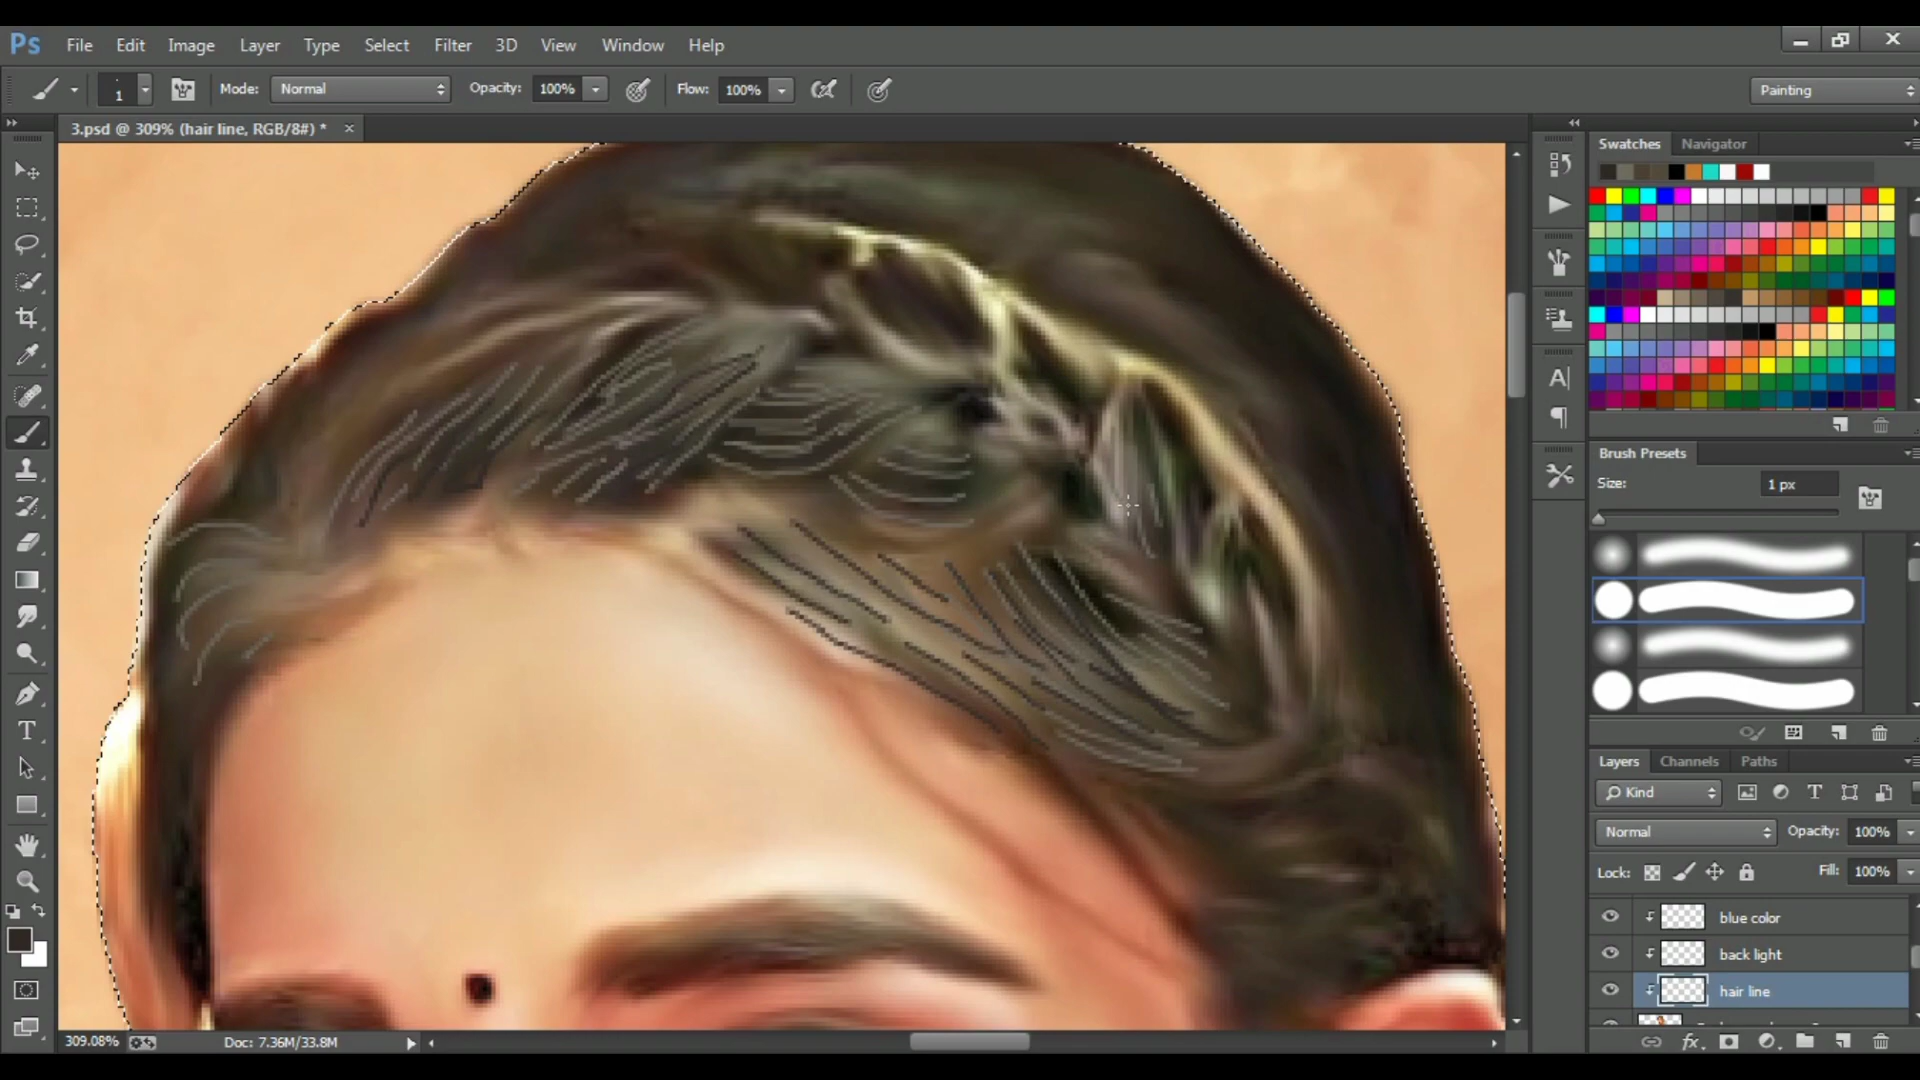 Ps File Edit Image Layer Type Select Filter 3D View Window Help
1 Mode: Normal Opacity: 100% Flow: 100% Painting
3.psd @ 309% (hair line, RGB/8#) *
Swatches Navigator
Brush Presets
Size: 1 px
Layers Channels Paths
Kind
Normal Opacity: 100%
Lock: Fill: 100%
blue color
back light
hair line
309.08% Doc: 7.36M/33.8M